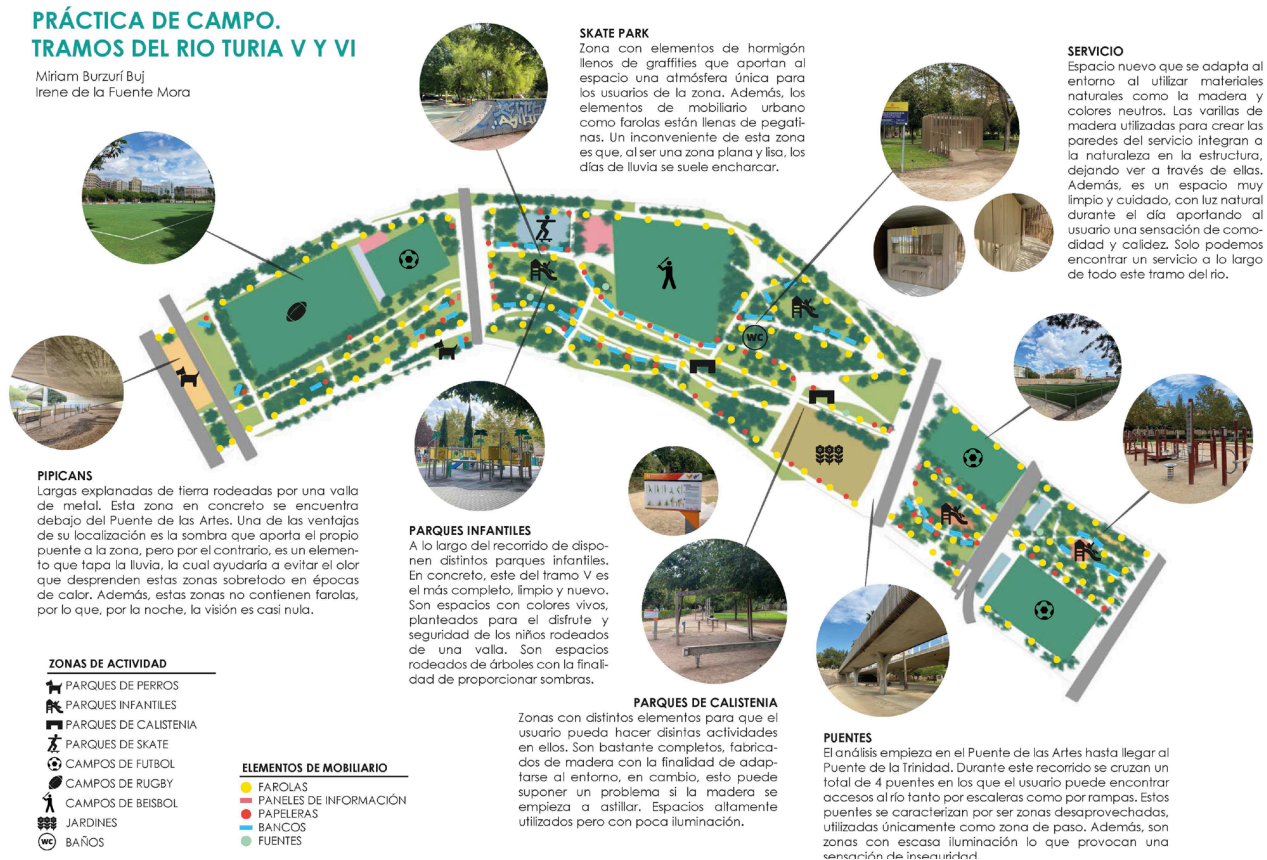 PRÁCTICA DE CAMPO.
TRAMOS DEL RIO TURIA V Y VI
Miriam Burzurí Buj
Irene de la Fuente Mora
SKATE PARK
Zona con elementos de hormigón
llenos de graffities que aportan al
espacio una atmósfera única para
los usuarios de la zona. Además, los
elementos de mobiliario urbano
como farolas están llenas de pegati-
nas. Un inconveniente de esta zona
es que, al ser una zona plana y lisa, los
días de lluvia se suele encharcar.
SERVICIO
Espacio nuevo que se adapta al
entorno al utilizar materiales
naturales como la madera y
colores neutros. Las varillas de
madera utilizadas para crear las
paredes del servicio integran a
la naturaleza en la estructura,
dejando ver a través de ellas.
Además, es un espacio muy
limpio y cuidado, con luz natural
durante el día aportando al
usuario una sensación de como-
didad y calidez. Solo podemos
encontrar un servicio a lo largo
de todo este tramo del rio.
WC
PIPICANS
Largas explanadas de tierra rodeadas por una valla
de metal. Esta zona en concreto se encuentra
debajo del Puente de las Artes. Una de las ventajas
de su localización es la sombra que aporta el propio
puente a la zona, pero por el contrario, es un elemen-
to que tapa la lluvia, la cual ayudaría a evitar el olor
que desprenden estas zonas sobretodo en épocas
de calor. Además, estas zonas no contienen farolas,
por lo que, por la noche, la visión es casi nula.
PARQUES INFANTILES
A lo largo del recorrido de dispo-
nen distintos parques infantiles.
En concreto, este del tramo V es
el más completo, limpio y nuevo.
Son espacios con colores vivos,
planteados para el disfrute y
seguridad de los niños rodeados
de una valla. Son espacios
rodeados de árboles con la finali-
dad de proporcionar sombras.
PARQUES DE CALISTENIA
Zonas con distintos elementos para que el
usuario pueda hacer disintas actividades
en ellos. Son bastante completos, fabrica-
dos de madera con la finalidad de adap-
tarse al entorno, en cambio, esto puede
suponer un problema si la madera se
empieza a astillar. Espacios altamente
utilizados pero con poca iluminación.
PUENTES
El análisis empieza en el Puente de las Artes hasta llegar al
Puente de la Trinidad. Durante este recorrido se cruzan un
total de 4 puentes en los que el usuario puede encontrar
accesos al río tanto por escaleras como por rampas. Estos
puentes se caracterizan por ser zonas desaprovechadas,
utilizadas únicamente como zona de paso. Además, son
zonas con escasa iluminación lo que provocan una
sensación de inseguridad.
ZONAS DE ACTIVIDAD
PARQUES DE PERROS
PARQUES INFANTILES
PARQUES DE CALISTENIA
PARQUES DE SKATE
CAMPOS DE FUTBOL
CAMPOS DE RUGBY
CAMPOS DE BEISBOL
JARDINES
WC BAÑOS
ELEMENTOS DE MOBILIARIO
FAROLAS
PANELES DE INFORMACIÓN
PAPELERAS
BANCOS
FUENTES